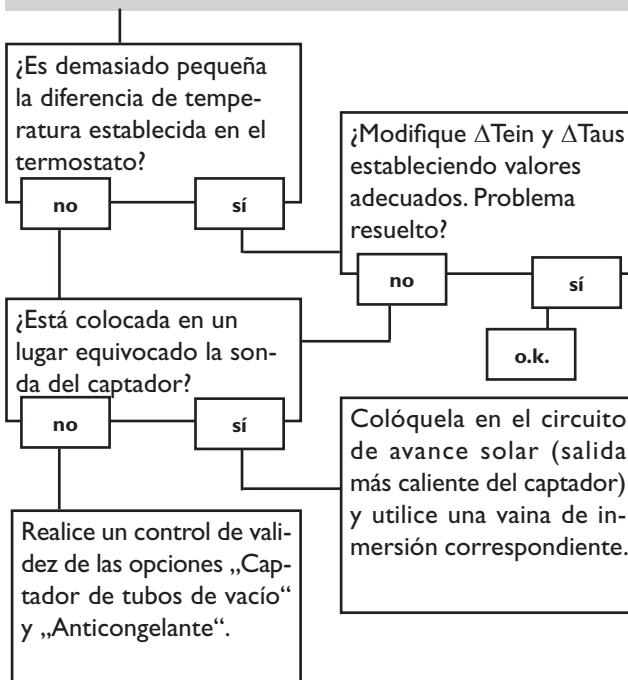 ¿Es demasiado pequeña
la diferencia de tempe-
ratura establecida en el
termostato?
no
sí
¿Modifique ΔTein y ΔTaus
estableciendo valores
adecuados. Problema
resuelto?
no
sí
o.k.
¿Está colocada en un
lugar equivocado la son-
da del captador?
no
sí
Colóquela en el circuito
de avance solar (salida
más caliente del captador)
y utilice una vaina de in-
mersión correspondiente.
Realice un control de vali-
dez de las opciones „Cap-
tador de tubos de vacío“
y „Anticongelante“.